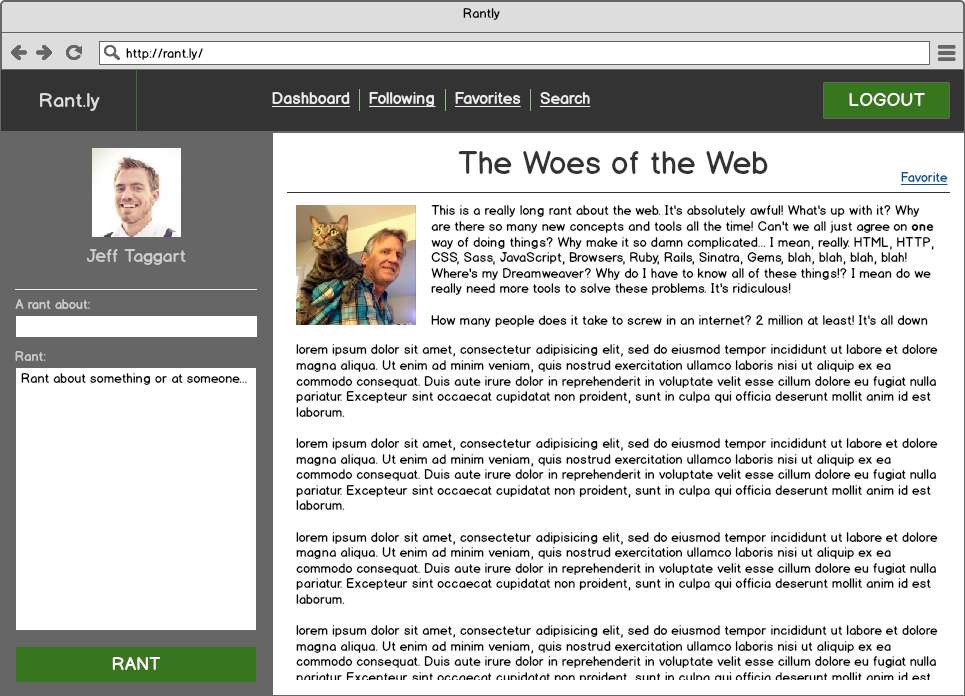 Rantly
http://rant.ly/
Rant.ly
Dashboard Following Favorites Search
LOGOUT
Jeff Taggart
A rant about:
Rant:
Rant about something or at someone...
RANT
The Woes of the Web
Favorite
This is a really long rant about the web. It's absolutely awful! What's up with it? Why
are there so many new concepts and tools all the time! Can't we all just agree on one
way of doing things? Why make it so damn complicated... I mean, really. HTML, HTTP,
CSS, Sass, JavaScript, Browsers, Ruby, Rails, Sinatra, Gems, blah, blah, blah, blah!
Where's my Dreamweaver? Why do I have to know all of these things!? I mean do we
really need more tools to solve these problems. It's ridiculous!
How many people does it take to screw in an internet? 2 million at least! It's all down
lorem ipsum dolor sit amet, consectetur adipisicing elit, sed do eiusmod tempor incididunt ut labore et dolore
magna aliqua. Ut enim ad minim veniam, quis nostrud exercitation ullamco laboris nisi ut aliquip ex ea
commodo consequat. Duis aute irure dolor in reprehenderit in voluptate velit esse cillum dolore eu fugiat nulla
pariatur. Excepteur sint occaecat cupidatat non proident, sunt in culpa qui officia deserunt mollit anim id est
laborum.
lorem ipsum dolor sit amet, consectetur adipisicing elit, sed do eiusmod tempor incididunt ut labore et dolore
magna aliqua. Ut enim ad minim veniam, quis nostrud exercitation ullamco laboris nisi ut aliquip ex ea
commodo consequat. Duis aute irure dolor in reprehenderit in voluptate velit esse cillum dolore eu fugiat nulla
pariatur. Excepteur sint occaecat cupidatat non proident, sunt in culpa qui officia deserunt mollit anim id est
laborum.
lorem ipsum dolor sit amet, consectetur adipisicing elit, sed do eiusmod tempor incididunt ut labore et dolore
magna aliqua. Ut enim ad minim veniam, quis nostrud exercitation ullamco laboris nisi ut aliquip ex ea
commodo consequat. Duis aute irure dolor in reprehenderit in voluptate velit esse cillum dolore eu fugiat nulla
pariatur. Excepteur sint occaecat cupidatat non proident, sunt in culpa qui officia deserunt mollit anim id est
laborum.
lorem ipsum dolor sit amet, consectetur adipisicing elit, sed do eiusmod tempor incididunt ut labore et dolore
magna aliqua. Ut enim ad minim veniam, quis nostrud exercitation ullamco laboris nisi ut aliquip ex ea
commodo consequat. Duis aute irure dolor in reprehenderit in voluptate velit esse cillum dolore eu fugiat nulla
pariatur. Excepteur sint occaecat cupidatat non proident, sunt in culpa qui officia deserunt mollit anim id est